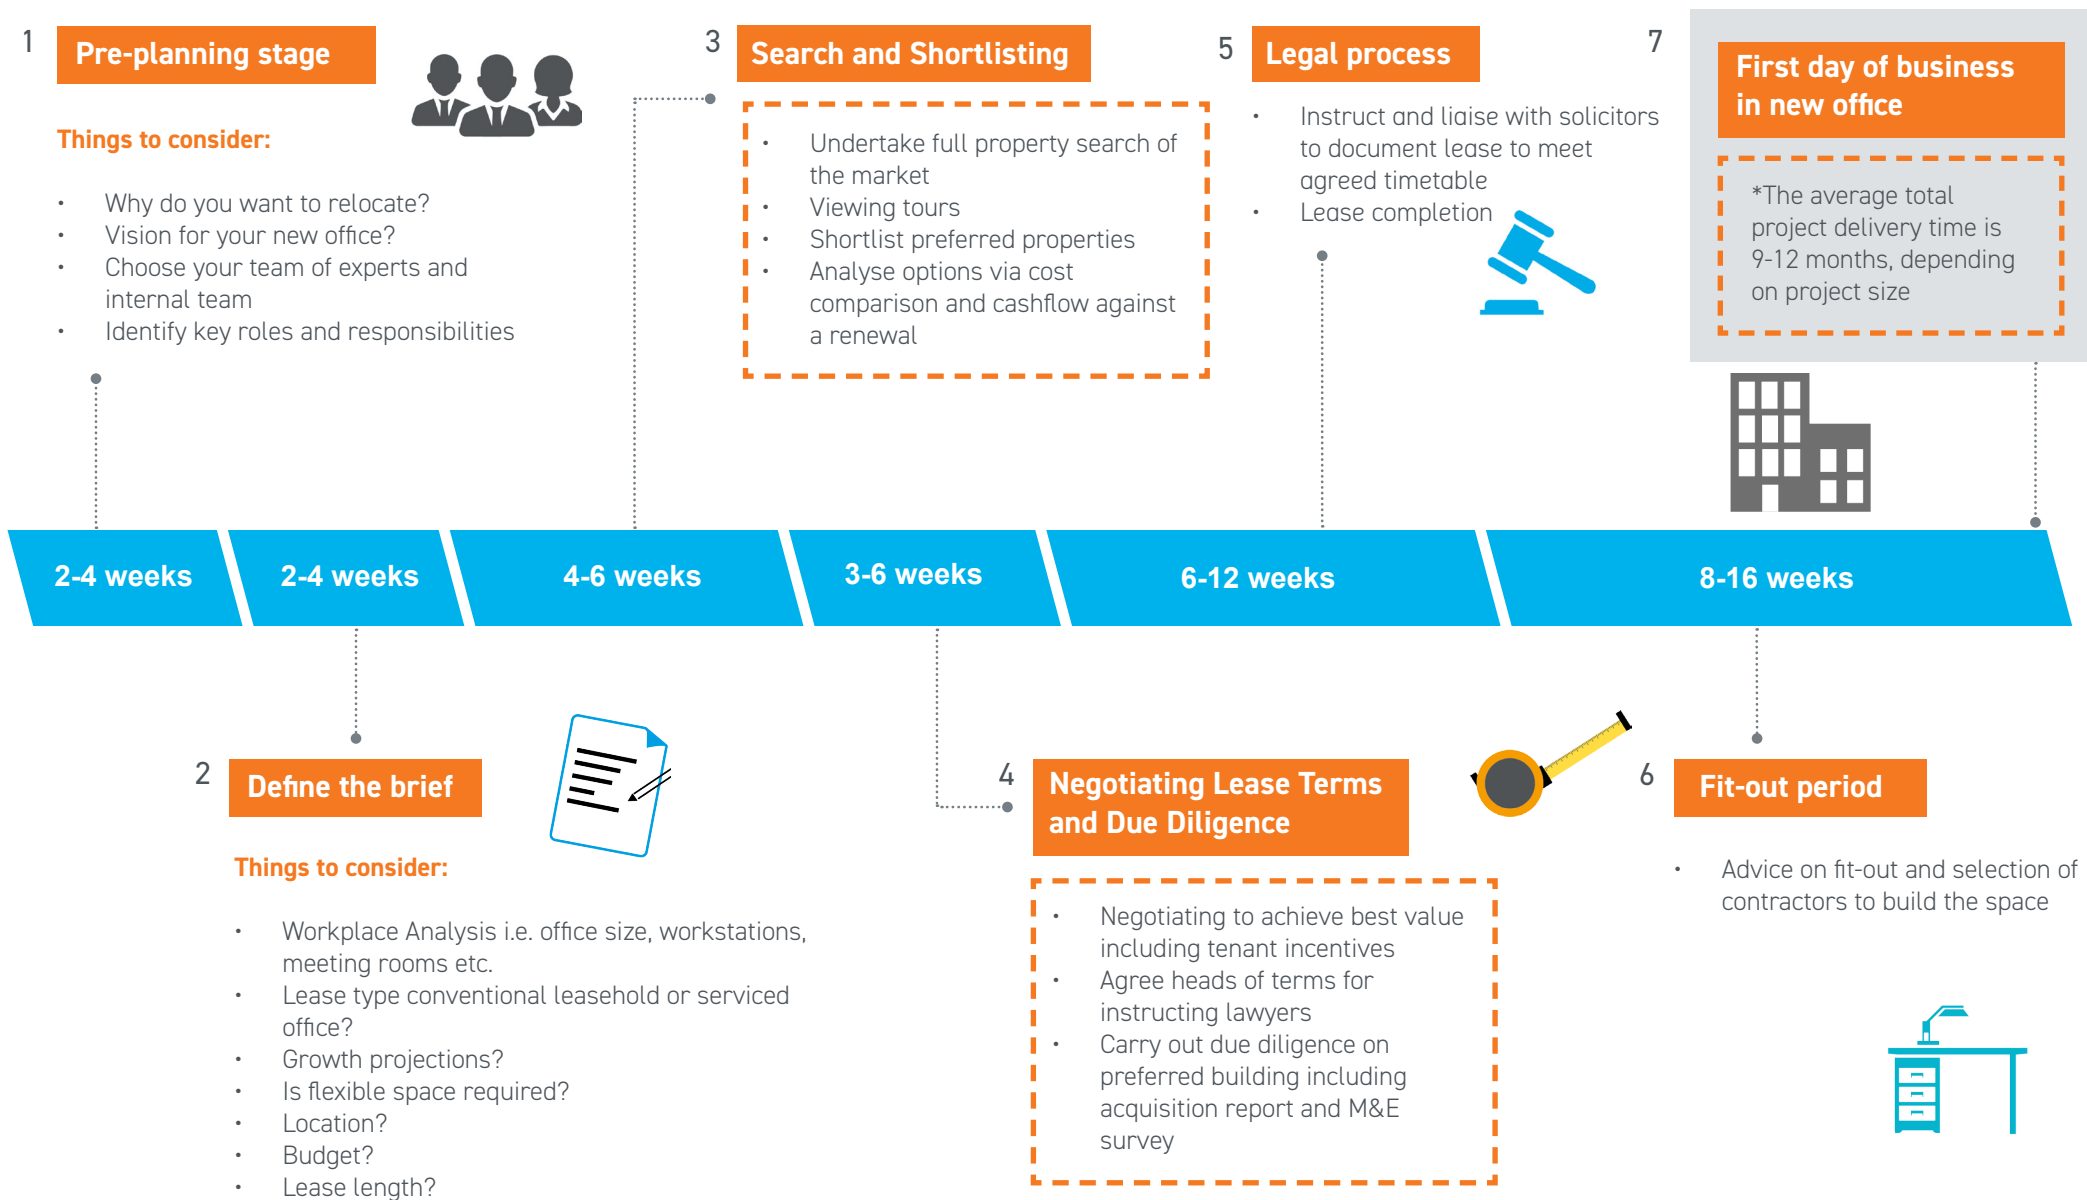 1
Pre-planning stage
Things to consider:
• Why do you want to relocate?
• Vision for your new office?
• Choose your team of experts and
internal team
• Identify key roles and responsibilities
3
Search and Shortlisting
• Undertake full property search of
the market
• Viewing tours
• Shortlist preferred properties
• Analyse options via cost
comparison and cashflow against
a renewal
5
Legal process
• Instruct and liaise with solicitors
to document lease to meet
agreed timetable
• Lease completion
7
First day of business
in new office
*The average total
project delivery time is
9-12 months, depending
on project size
2-4 weeks
2-4 weeks
4-6 weeks
3-6 weeks
6-12 weeks
8-16 weeks
2
Define the brief
Things to consider:
• Workplace Analysis i.e. office size, workstations,
meeting rooms etc.
• Lease type conventional leasehold or serviced
office?
• Growth projections?
• Is flexible space required?
• Location?
• Budget?
• Lease length?
4
Negotiating Lease Terms
and Due Diligence
• Negotiating to achieve best value
including tenant incentives
• Agree heads of terms for
instructing lawyers
• Carry out due diligence on
preferred building including
acquisition report and M&E
survey
6
Fit-out period
• Advice on fit-out and selection of
contractors to build the space